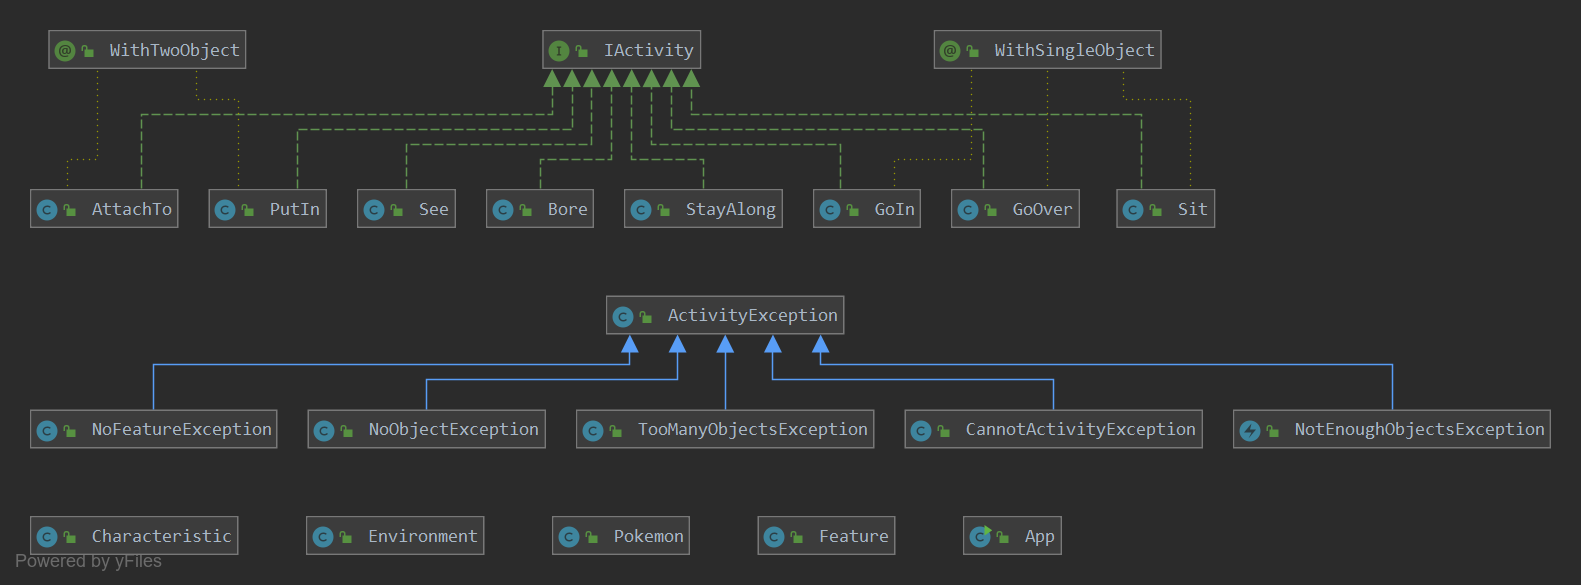 WithTwoObject
IActivity
WithSingleObject
AttachTo
PutIn
See
Bore
StayAlong
GoIn
GoOver
Sit
ActivityException
NoFeatureException
NoObjectException
TooManyObjectsException
CannotActivityException
NotEnoughObjectsException
Characteristic
Environment
Pokemon
Feature
App
Powered by yFiles